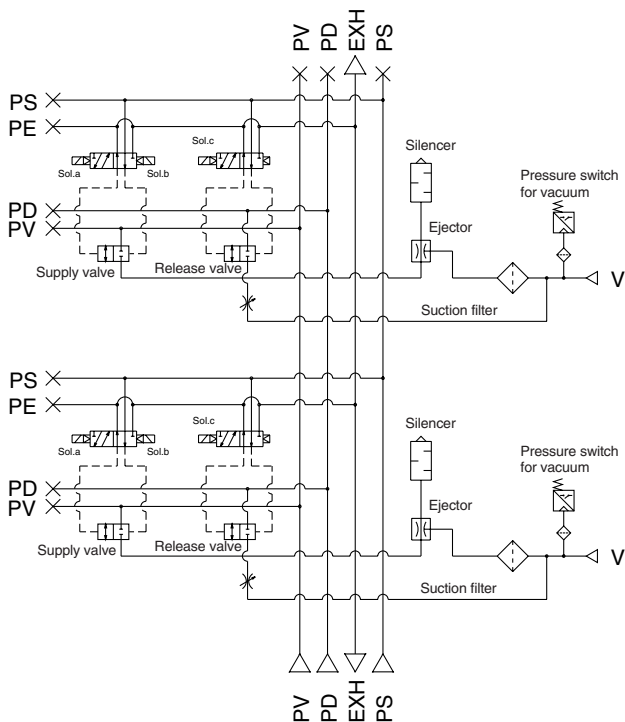 PV PD EXH PS
PS
PE
Sol.c
Silencer
Pressure switch
for vacuum
Sol.a
Sol.b
PD
Ejector
PV
Supply valve
Release valve
V
Suction filter
PS
PE
Sol.c
Silencer
Pressure switch
for vacuum
Sol.a
Sol.b
PD
Ejector
PV
Supply valve
Release valve
V
Suction filter
PV PD EXH PS